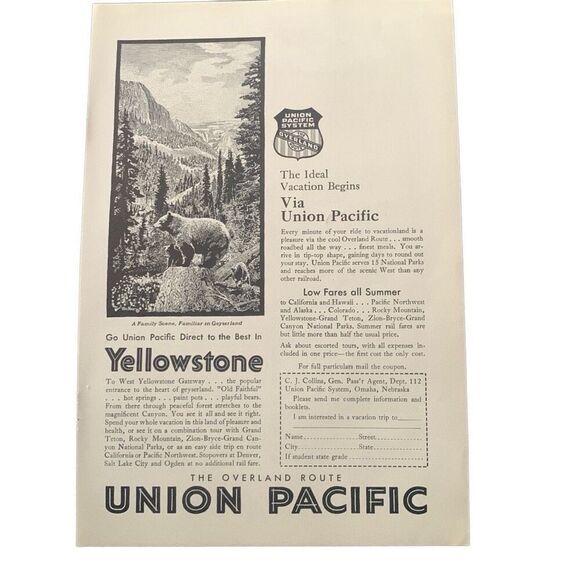 UNION
PACIFIC
SYSTEM
THE
OVERLAND
The Ideal
Vacation Begins
Via
Union Pacific
Every minute of your ride to vacationland is a
pleasure via the cool Overland Route . . . smooth
roadbed all the way . . . finest meals. You ar-
rive in tip-top shape, gaining days to round out
your stay. Union Pacific serves 15 National Parks
and reaches more of the scenic West than any
other railroad.
Low Fares all Summer
to California and Hawaii . . . Pacific Northwest
and Alaska . . . Colorado . . . Rocky Mountain,
Yellowstone-Grand Teton, Zion-Bryce-Grand
Canyon National Parks. Summer rail fares are
but little more than half the usual price.
Ask about escorted tours, with all expenses in-
cluded in one price—the first cost the only cost.
For full particulars mail the coupon.
C. J. Collins, Gen. Pass'r Agent, Dept. 112
Union Pacific System, Omaha, Nebraska
Please send me complete information and
booklets.
I am interested in a vacation trip to
Name Street
City State
If student state grade
A Family Scene, Familiar in Geyserland
Go Union Pacific Direct to the Best In
Yellowstone
To West Yellowstone Gateway . . . the popular
entrance to the heart of geyserland. "Old Faithful"
. . . hot springs . . paint pots . . playful bears.
From there through peaceful forest stretches to the
magnificent Canyon. You see it all and see it right.
Spend your whole vacation in this land of pleasure and
health, or see it on a combination tour with Grand
Teton, Rocky Mountain, Zion-Bryce-Grand Can-
yon National Parks, or as an easy side trip en route
California or Pacific Northwest. Stopovers at Denver,
Salt Lake City and Ogden at no additional rail fare.
THE OVERLAND ROUTE
UNION PACIFIC